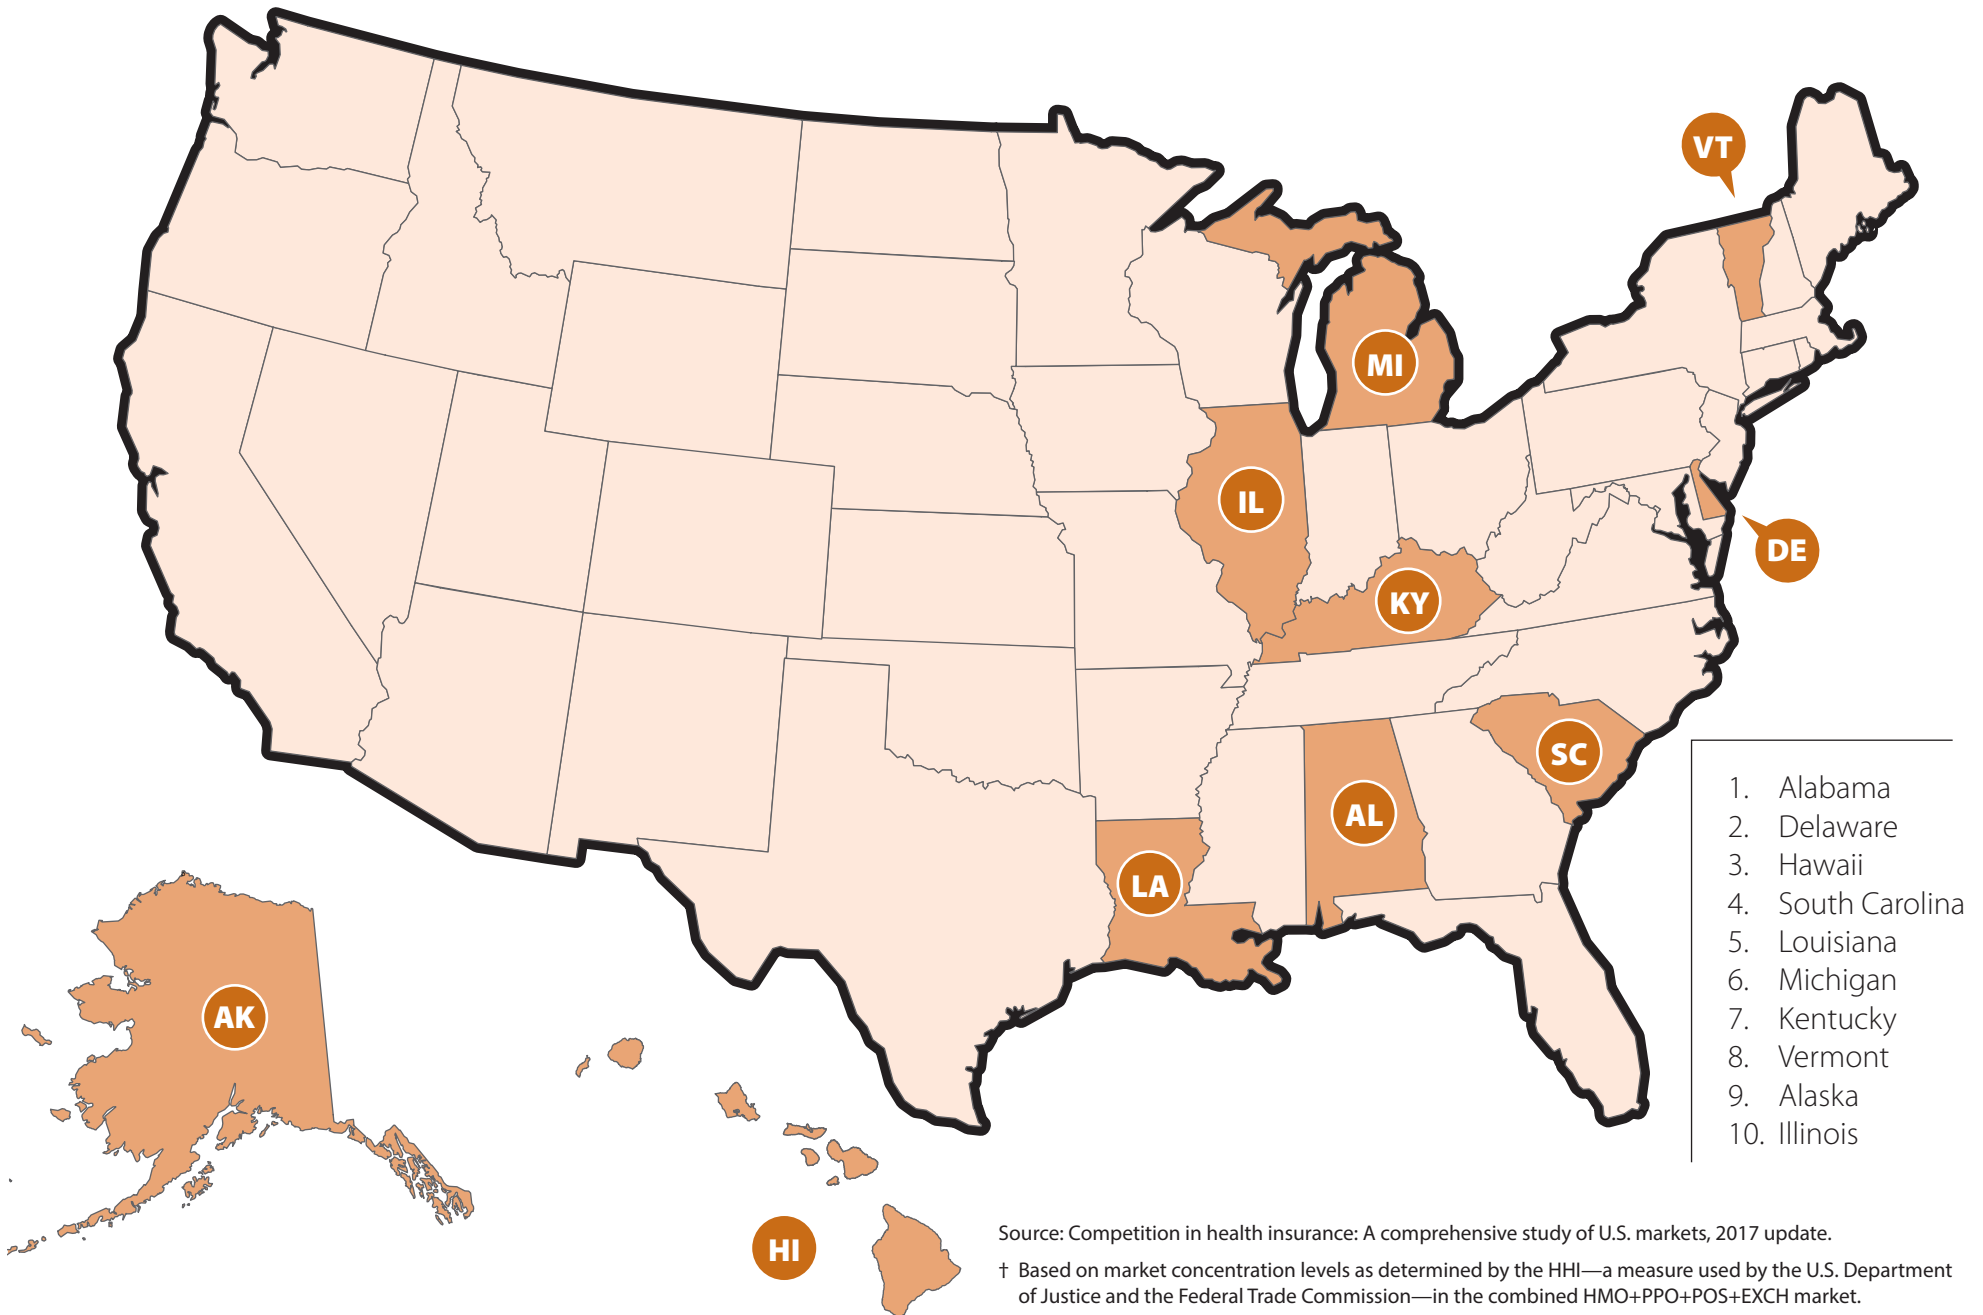 VT
MI
IL
DE
KY
SC
AL
LA
AK
HI
1. Alabama
2. Delaware
3. Hawaii
4. South Carolina
5. Louisiana
6. Michigan
7. Kentucky
8. Vermont
9. Alaska
10. Illinois
Source: Competition in health insurance: A comprehensive study of U.S. markets, 2017 update.
† Based on market concentration levels as determined by the HHI—a measure used by the U.S. Department
of Justice and the Federal Trade Commission—in the combined HMO+PPO+POS+EXCH market.